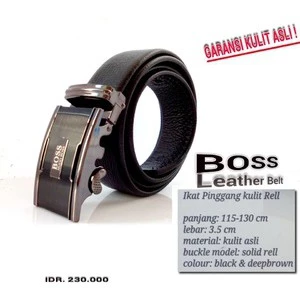 GARANSI KULIT ASLI !
BOSS
BOSS
Leather Belt
Ikat Pinggang kulit Rell
panjang: 115-130 cm
lebar: 3.5 cm
material: kulit asli
buckle model: solid rell
colour: black & deepbrown
IDR. 230.000